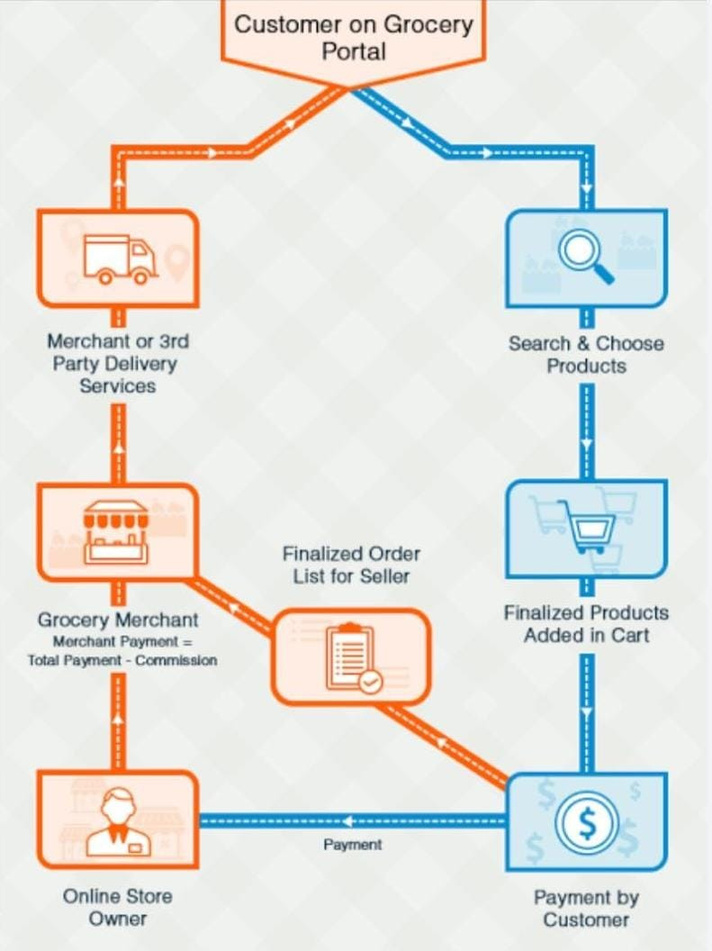 Customer on Grocery
Portal
Merchant or 3rd
Party Delivery
Services
Search & Choose
Products
Finalized Order
List for Seller
Grocery Merchant
Merchant Payment =
Total Payment - Commission
Finalized Products
Added in Cart
$
$
$
$
$
Payment
Online Store
Owner
Payment by
Customer